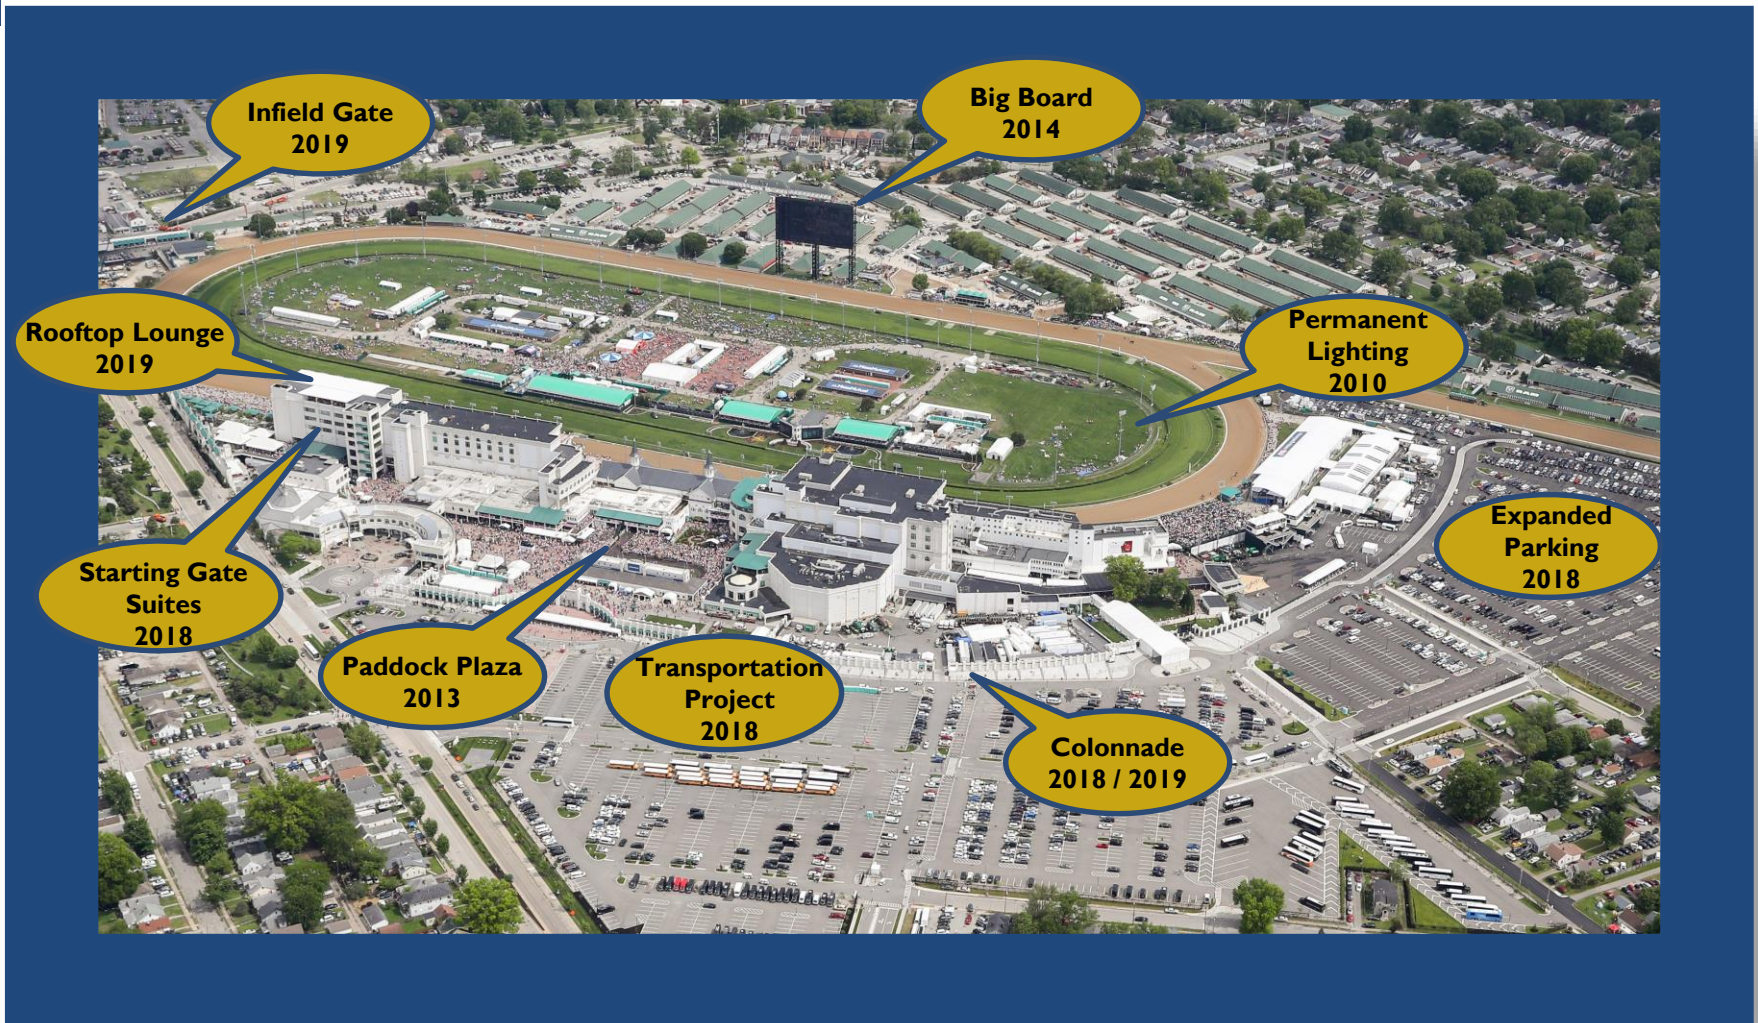 Infield Gate
2019
Big Board
2014
Rooftop Lounge
2019
Permanent
Lighting
2010
Expanded
Parking
2018
Starting Gate
Suites
2018
Paddock Plaza
2013
Transportation
Project
2018
Colonnade
2018 / 2019